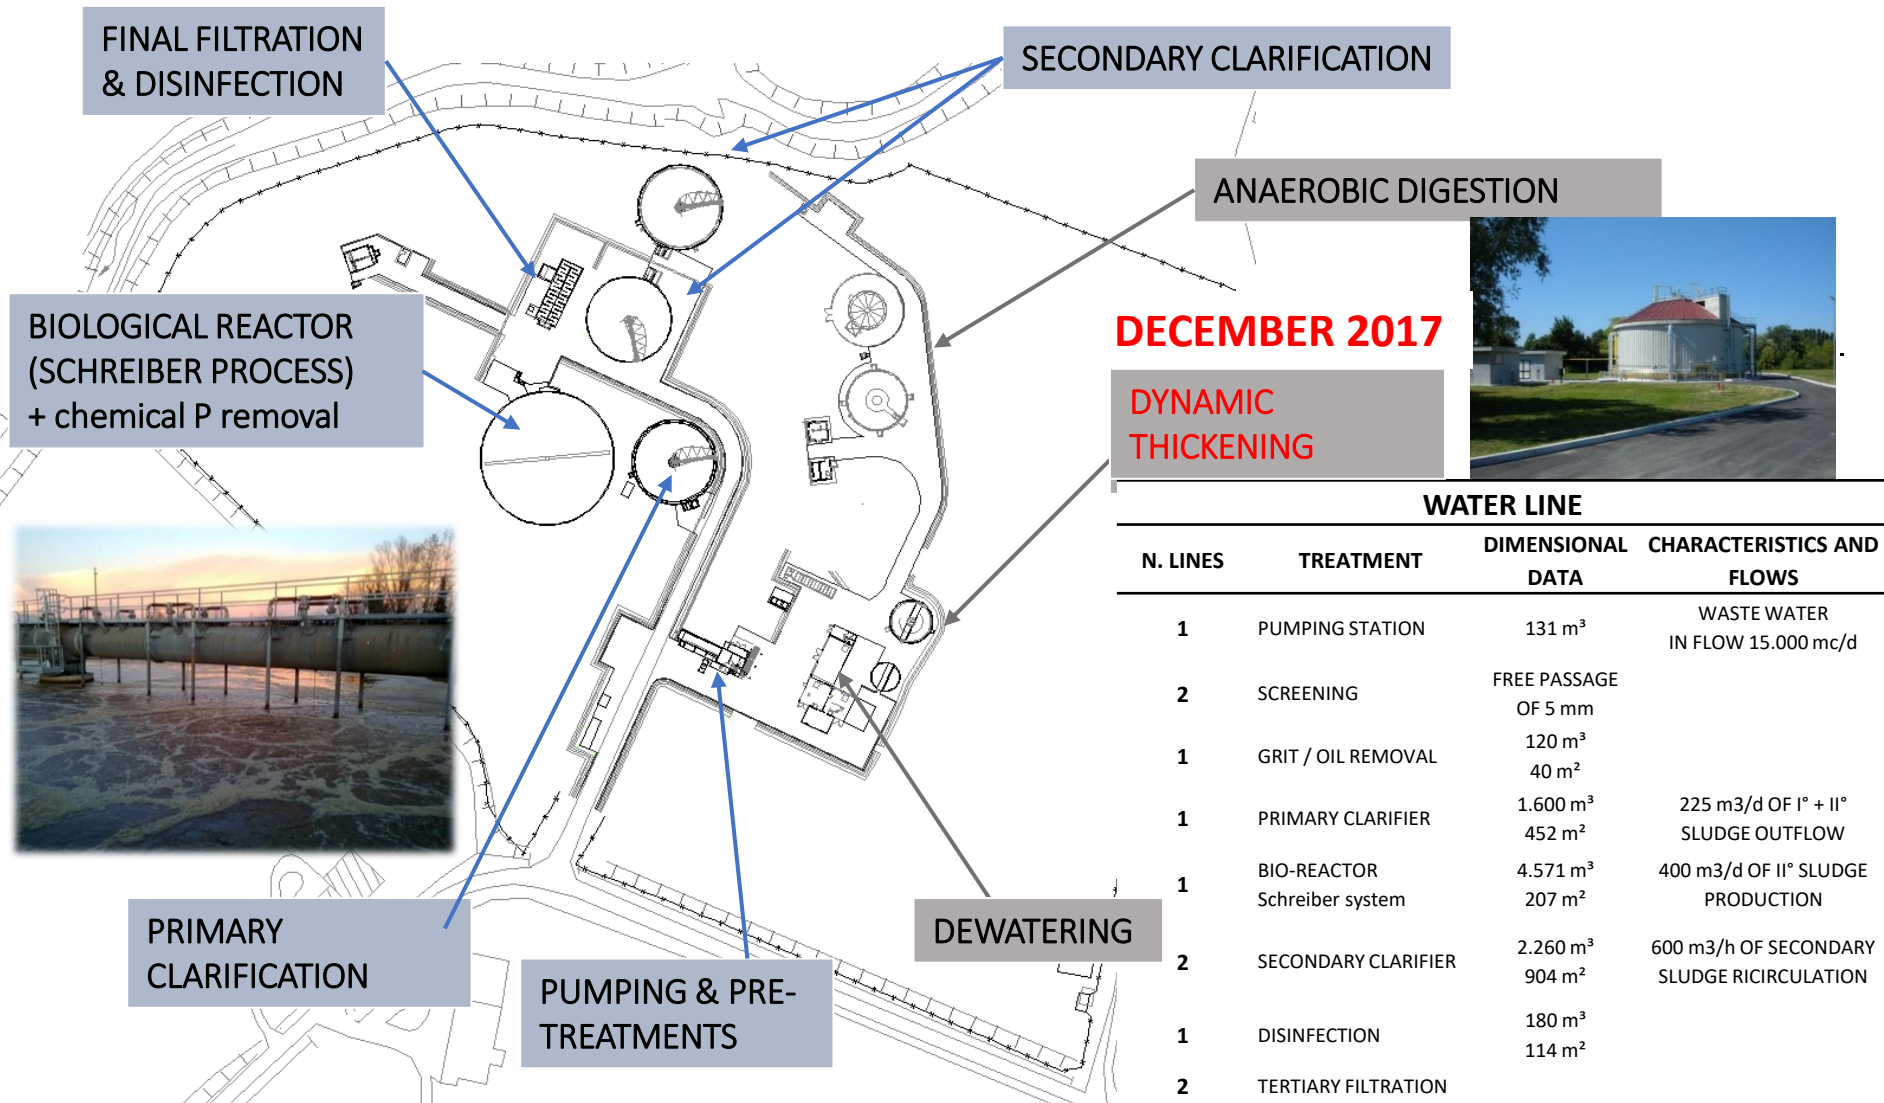 FINAL FILTRATION
& DISINFECTION
SECONDARY CLARIFICATION
ANAEROBIC DIGESTION
BIOLOGICAL REACTOR
(SCHREIBER PROCESS)
+ chemical P removal
DECEMBER 2017
DYNAMIC
THICKENING
PRIMARY
CLARIFICATION
PUMPING & PRE-
TREATMENTS
DEWATERING
WATER LINE
N. LINES TREATMENT DIMENSIONAL DATA CHARACTERISTICS AND FLOWS
1 PUMPING STATION 131 m³ WASTE WATER
IN FLOW 15.000 mc/d
2 SCREENING FREE PASSAGE
OF 5 mm
1 GRIT / OIL REMOVAL 120 m³
40 m²
1 PRIMARY CLARIFIER 1.600 m³ 225 m3/d OF I° + II°
452 m² SLUDGE OUTFLOW
1 BIO-REACTOR 4.571 m³ 400 m3/d OF II° SLUDGE
Schreiber system 207 m² PRODUCTION
2 SECONDARY CLARIFIER 2.260 m³ 600 m3/h OF SECONDARY
904 m² SLUDGE RICIRCULATION
1 DISINFECTION 180 m³
114 m²
2 TERTIARY FILTRATION